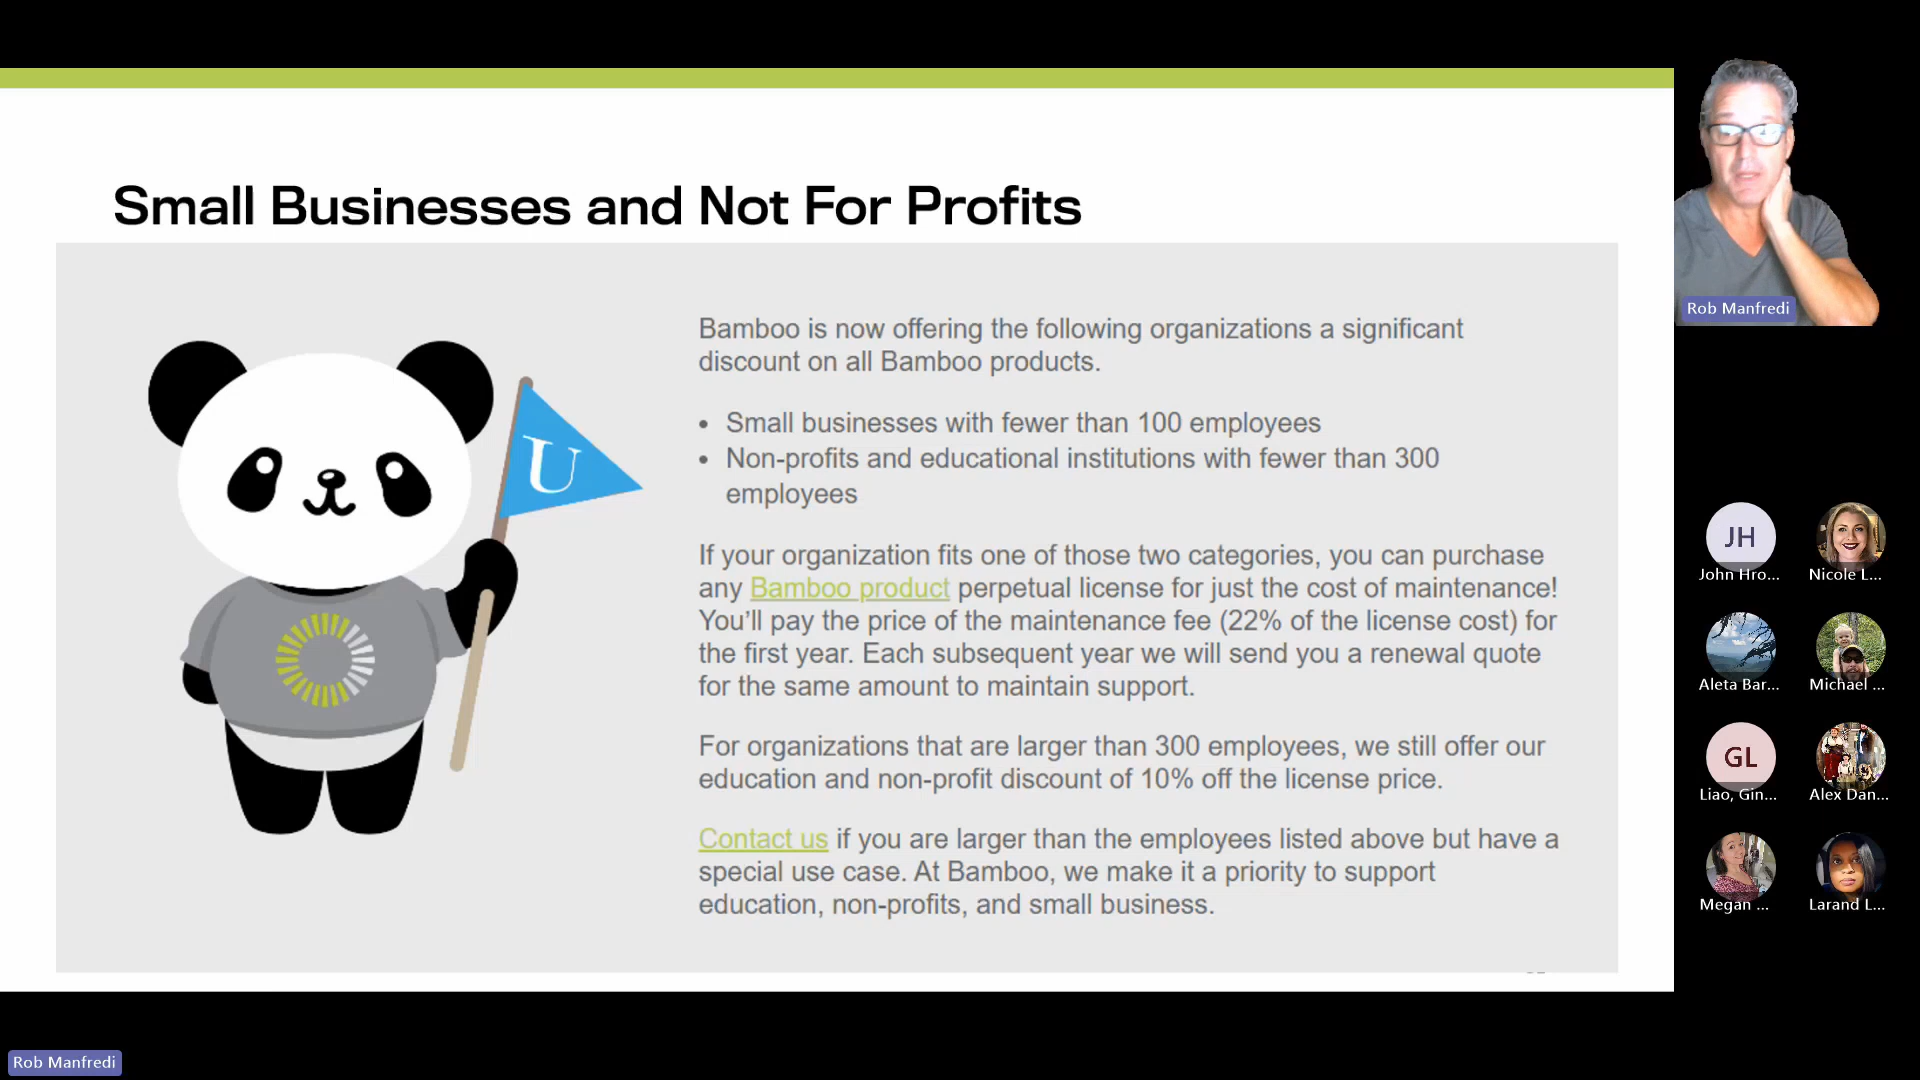 Small Businesses and Not For Profits
Bamboo is now offering the following organizations a significant
discount on all Bamboo products.
• Small businesses with fewer than 100 employees
• Non-profits and educational institutions with fewer than 300
employees
If your organization fits one of those two categories, you can purchase
any Bamboo product perpetual license for just the cost of maintenance!
You’ll pay the price of the maintenance fee (22% of the license cost) for
the first year. Each subsequent year we will send you a renewal quote
for the same amount to maintain support.
For organizations that are larger than 300 employees, we still offer our
education and non-profit discount of 10% off the license price.
Contact us if you are larger than the employees listed above but have a
special use case. At Bamboo, we make it a priority to support
education, non-profits, and small business.
U
Rob Manfredi
JH
John Hro...
Nicole L...
Aleta Bar...
Michael ...
GL
Liao, Gin...
Alex Dan...
Megan ...
Larand L...
Rob Manfredi